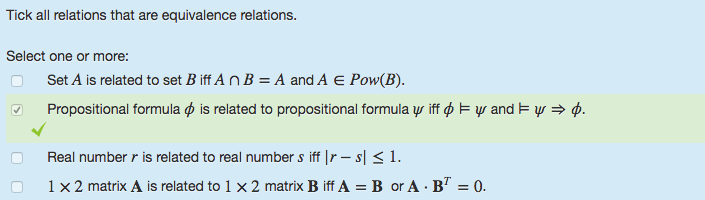 Tick all relations that are equivalence relations.
Select one or more:
Set A is related to set B iff A ∩ B = A and A ∈ Pow(B).
Propositional formula ϕ is related to propositional formula ψ iff ϕ ⊨ ψ and ⊨ ψ ⇒ ϕ.
Real number r is related to real number s iff |r − s| ≤ 1.
1 × 2 matrix A is related to 1 × 2 matrix B iff A = B or A · Bᵀ = 0.